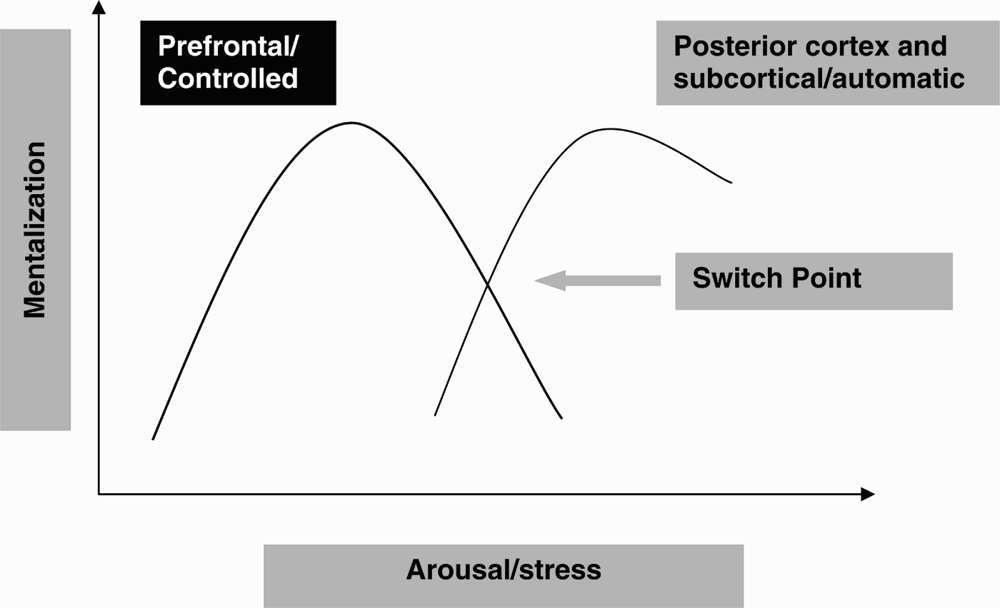 Prefrontal/
Controlled
Posterior cortex and
subcortical/automatic
Mentalization
Switch Point
Arousal/stress